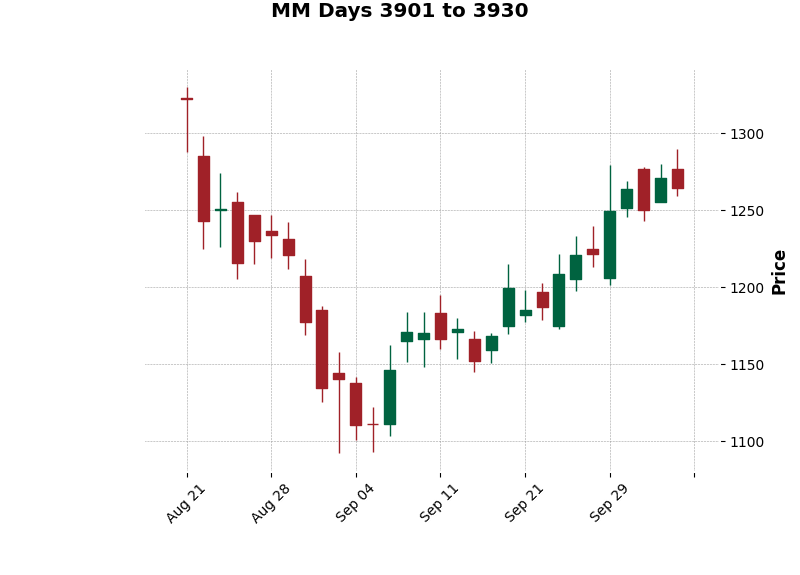 MM Days 3901 to 3930
1300
1250
1200
1150
1100
Price
Aug 21
Aug 28
Sep 04
Sep 11
Sep 21
Sep 29